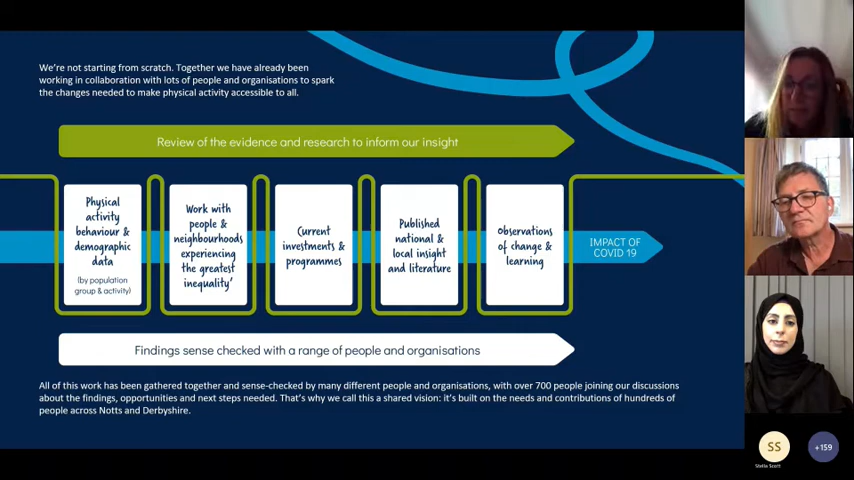 We're not starting from scratch. Together we have already been
working in collaboration with lots of people and organisations to spark
the changes needed to make physical activity accessible to all.
Review of the evidence and research to inform our insight
Physical
activity
behaviour &
demographic
data
(by population
group & activity)
Work with
people &
neighbourhoods
experiencing
the greatest
inequality'
Current
investments &
programmes
Published
national &
local insight
and literature
Observations
of change &
learning
IMPACT OF
COVID 19
Findings sense checked with a range of people and organisations
All of this work has been gathered together and sense-checked by many different people and organisations, with over 700 people joining our discussions
about the findings, opportunities and next steps needed. That's why we call this a shared vision: it's built on the needs and contributions of hundreds of
people across Notts and Derbyshire.
SS
Stella Scott
+159